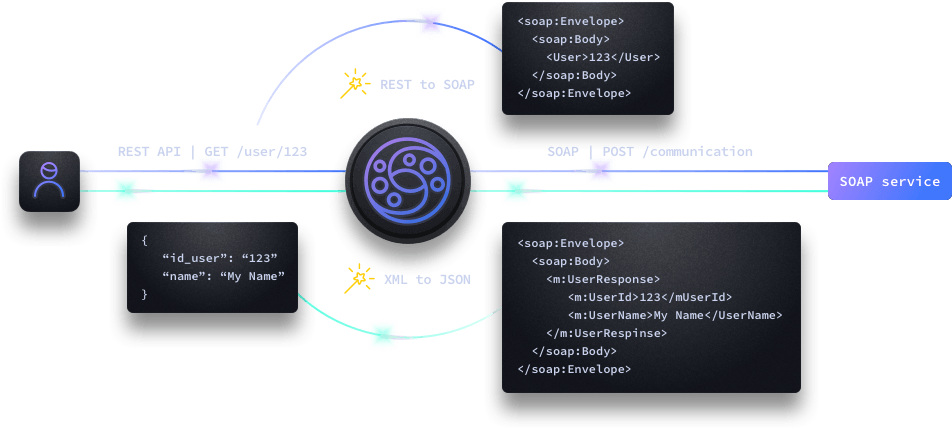 <soap:Envelope>
<soap:Body>
<User>123</User>
</soap:Body>
</soap:Envelope>
REST to SOAP
REST API | GET /user/123
SOAP | POST /communication
SOAP service
{
“id_user”: “123”
“name”: “My Name”
}
XML to JSON
<soap:Envelope>
<soap:Body>
<m:UserResponse>
<m:UserId>123</mUserId>
<m:UserName>My Name</UserName>
</m:UserRespinse>
</soap:Body>
</soap:Envelope>